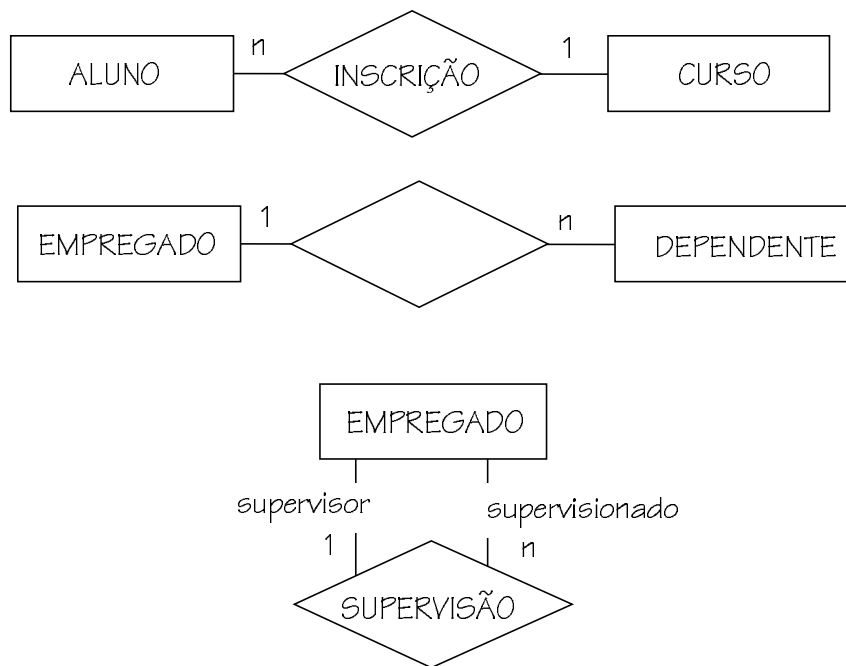 ALUNO n INSCRIÇÃO 1 CURSO
EMPREGADO 1 n DEPENDENTE
EMPREGADO
supervisor supervisionado
1 n
SUPERVISÃO